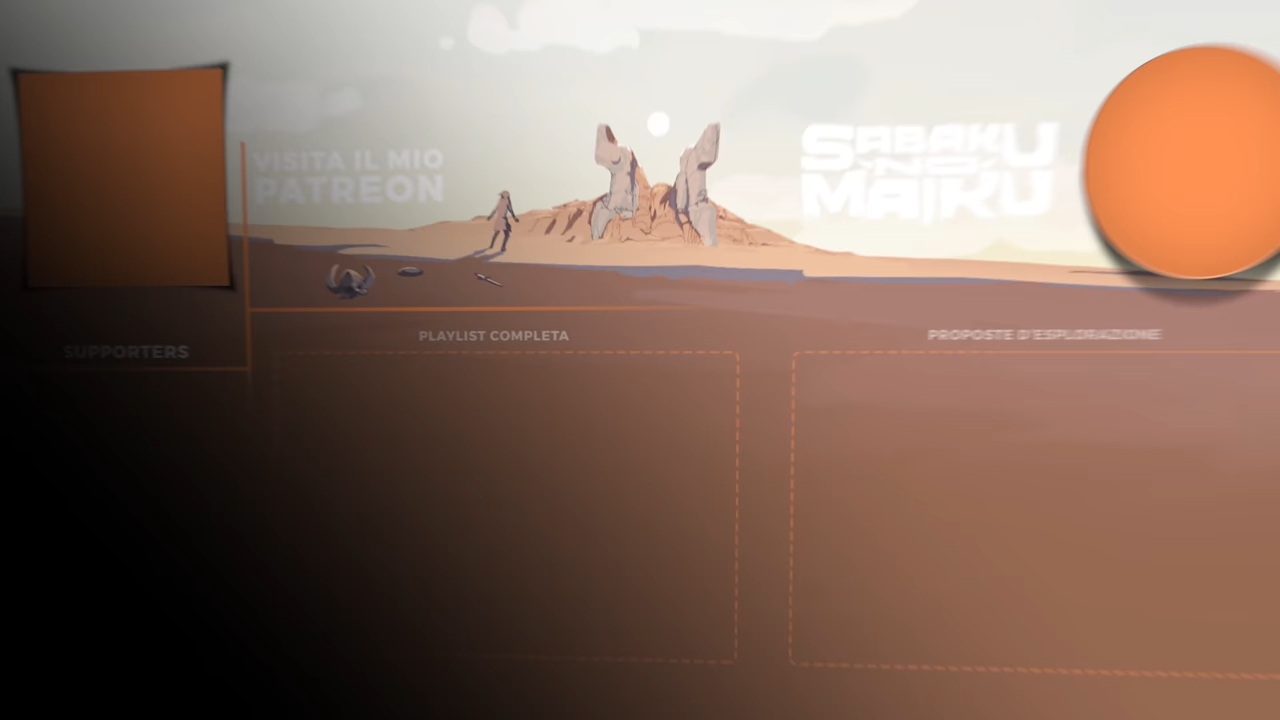 VISITA IL MIO
PATREON
SABAKU
NO
MAIKU
SUPPORTERS
PLAYLIST COMPLETA
PROPOSTE D'ESPLORAZIONE